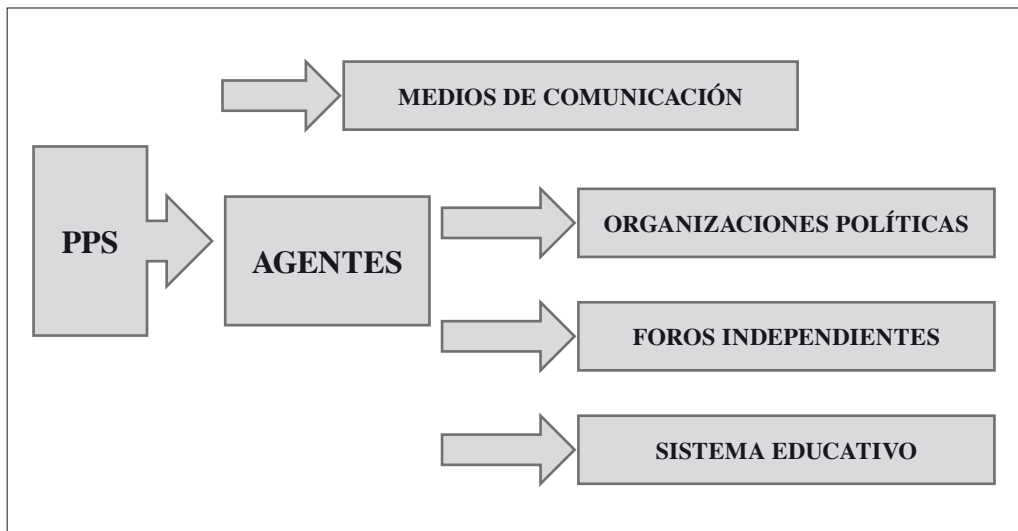 MEDIOS DE COMUNICACIÓN
PPS
AGENTES
ORGANIZACIONES POLÍTICAS
FOROS INDEPENDIENTES
SISTEMA EDUCATIVO